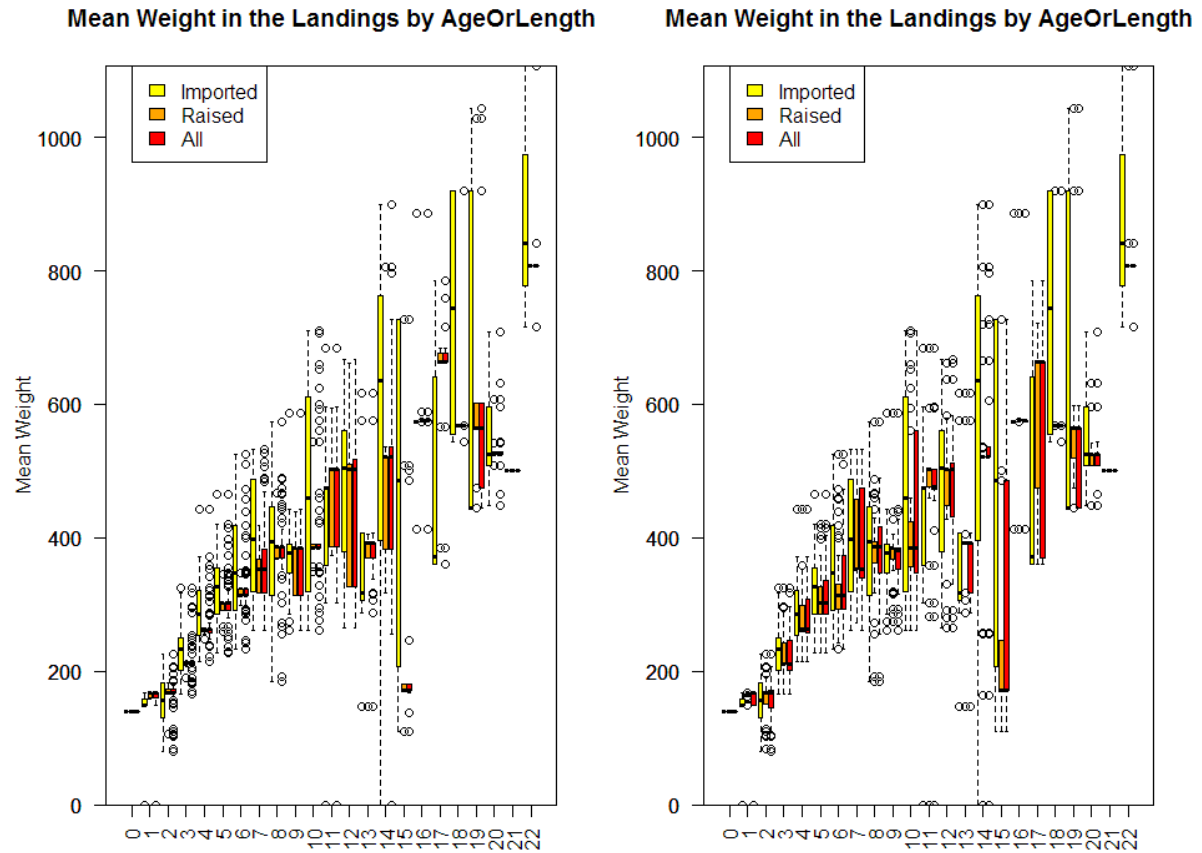 Mean Weight in the Landings by AgeOrLength
Imported
Raised
All
1000
800
600
400
200
0
Mean Weight
0 1 2 3 4 5 6 7 8 9 10 11 12 13 14 15 16 17 18 19 20 21 22
Mean Weight in the Landings by AgeOrLength
Imported
Raised
All
1000
800
600
400
200
0
Mean Weight
0 1 2 3 4 5 6 7 8 9 10 11 12 13 14 15 16 17 18 19 20 21 22